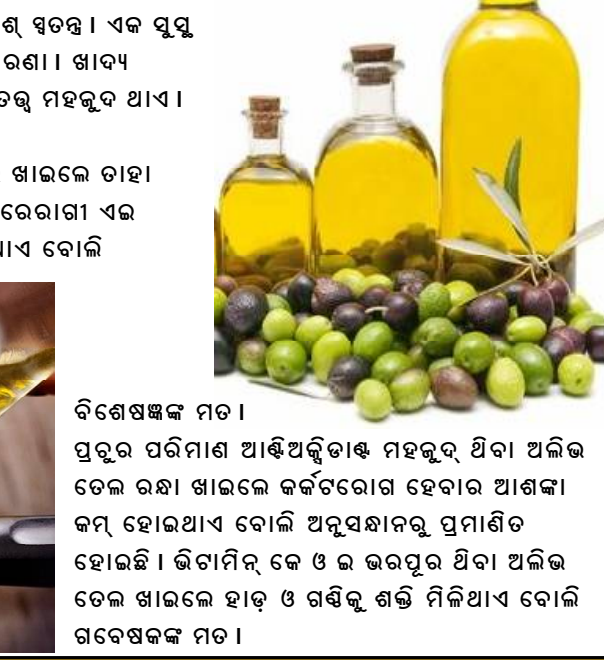 ଶ୍ ସ୍ୱତନ୍ତ୍ର । ଏକ ସୁସ୍ଥ
ରଣା । ଖାଦ୍ୟ
ତତ୍ତ୍ୱ ମହଜୁଦ ଥାଏ ।
ଖାଇଲେ ତାହା
ରେରାଗୀ ଏଇ
ଥାଏ ବୋଲି
ବିଶେଷଜ୍ଞଙ୍କ ମତ ।
ପ୍ରଚୁର ପରିମାଣ ଆଣ୍ଟିଅକ୍ସିଡାଣ୍ଟ ମହଜୁଦ୍ ଥିବା ଅଲିଭ
ତେଲ ରନ୍ଧା ଖାଇଲେ କର୍କଟରୋଗ ହେବାର ଆଶଙ୍କା
କମ୍ ହୋଇଥାଏ ବୋଲି ଅନୁସନ୍ଧାନରୁ ପ୍ରମାଣିତ
ହୋଇଛି । ଭିଟାମିନ୍ କେ ଓ ଇ ଭରପୂର ଥିବା ଅଲିଭ
ତେଲ ଖାଇଲେ ହାଡ଼ ଓ ଗଣ୍ଠିକୁ ଶକ୍ତି ମିଳିଥାଏ ବୋଲି
ଗବେଷକଙ୍କ ମତ ।